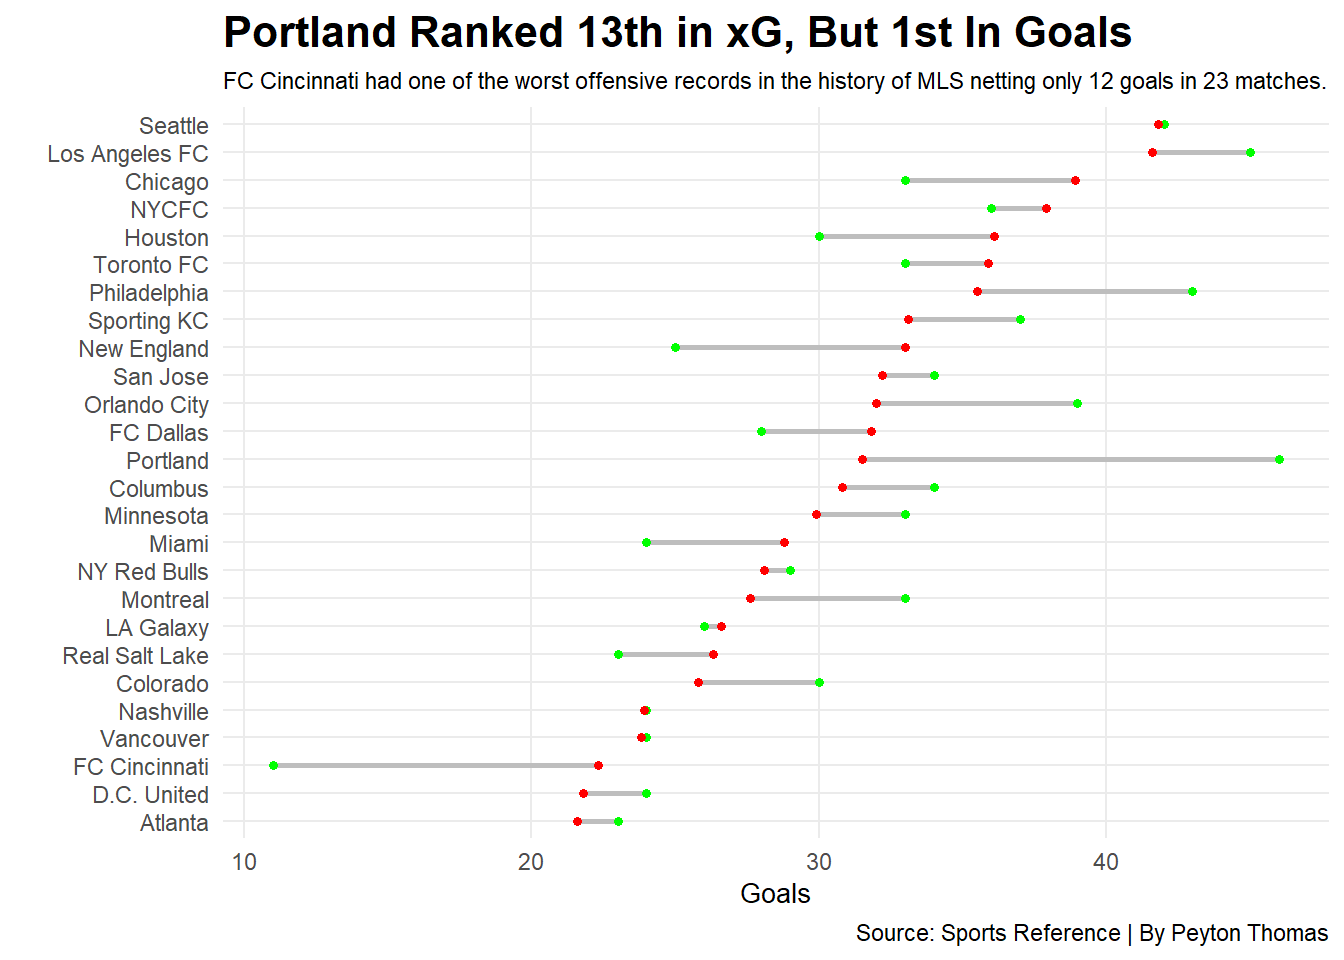 Portland Ranked 13th in xG, But 1st In Goals
FC Cincinnati had one of the worst offensive records in the history of MLS netting only 12 goals in 23 matches.
Seattle
Los Angeles FC
Chicago
NYCFC
Houston
Toronto FC
Philadelphia
Sporting KC
New England
San Jose
Orlando City
FC Dallas
Portland
Columbus
Minnesota
Miami
NY Red Bulls
Montreal
LA Galaxy
Real Salt Lake
Colorado
Nashville
Vancouver
FC Cincinnati
D.C. United
Atlanta
10 20 30 40
Goals
Source: Sports Reference | By Peyton Thomas